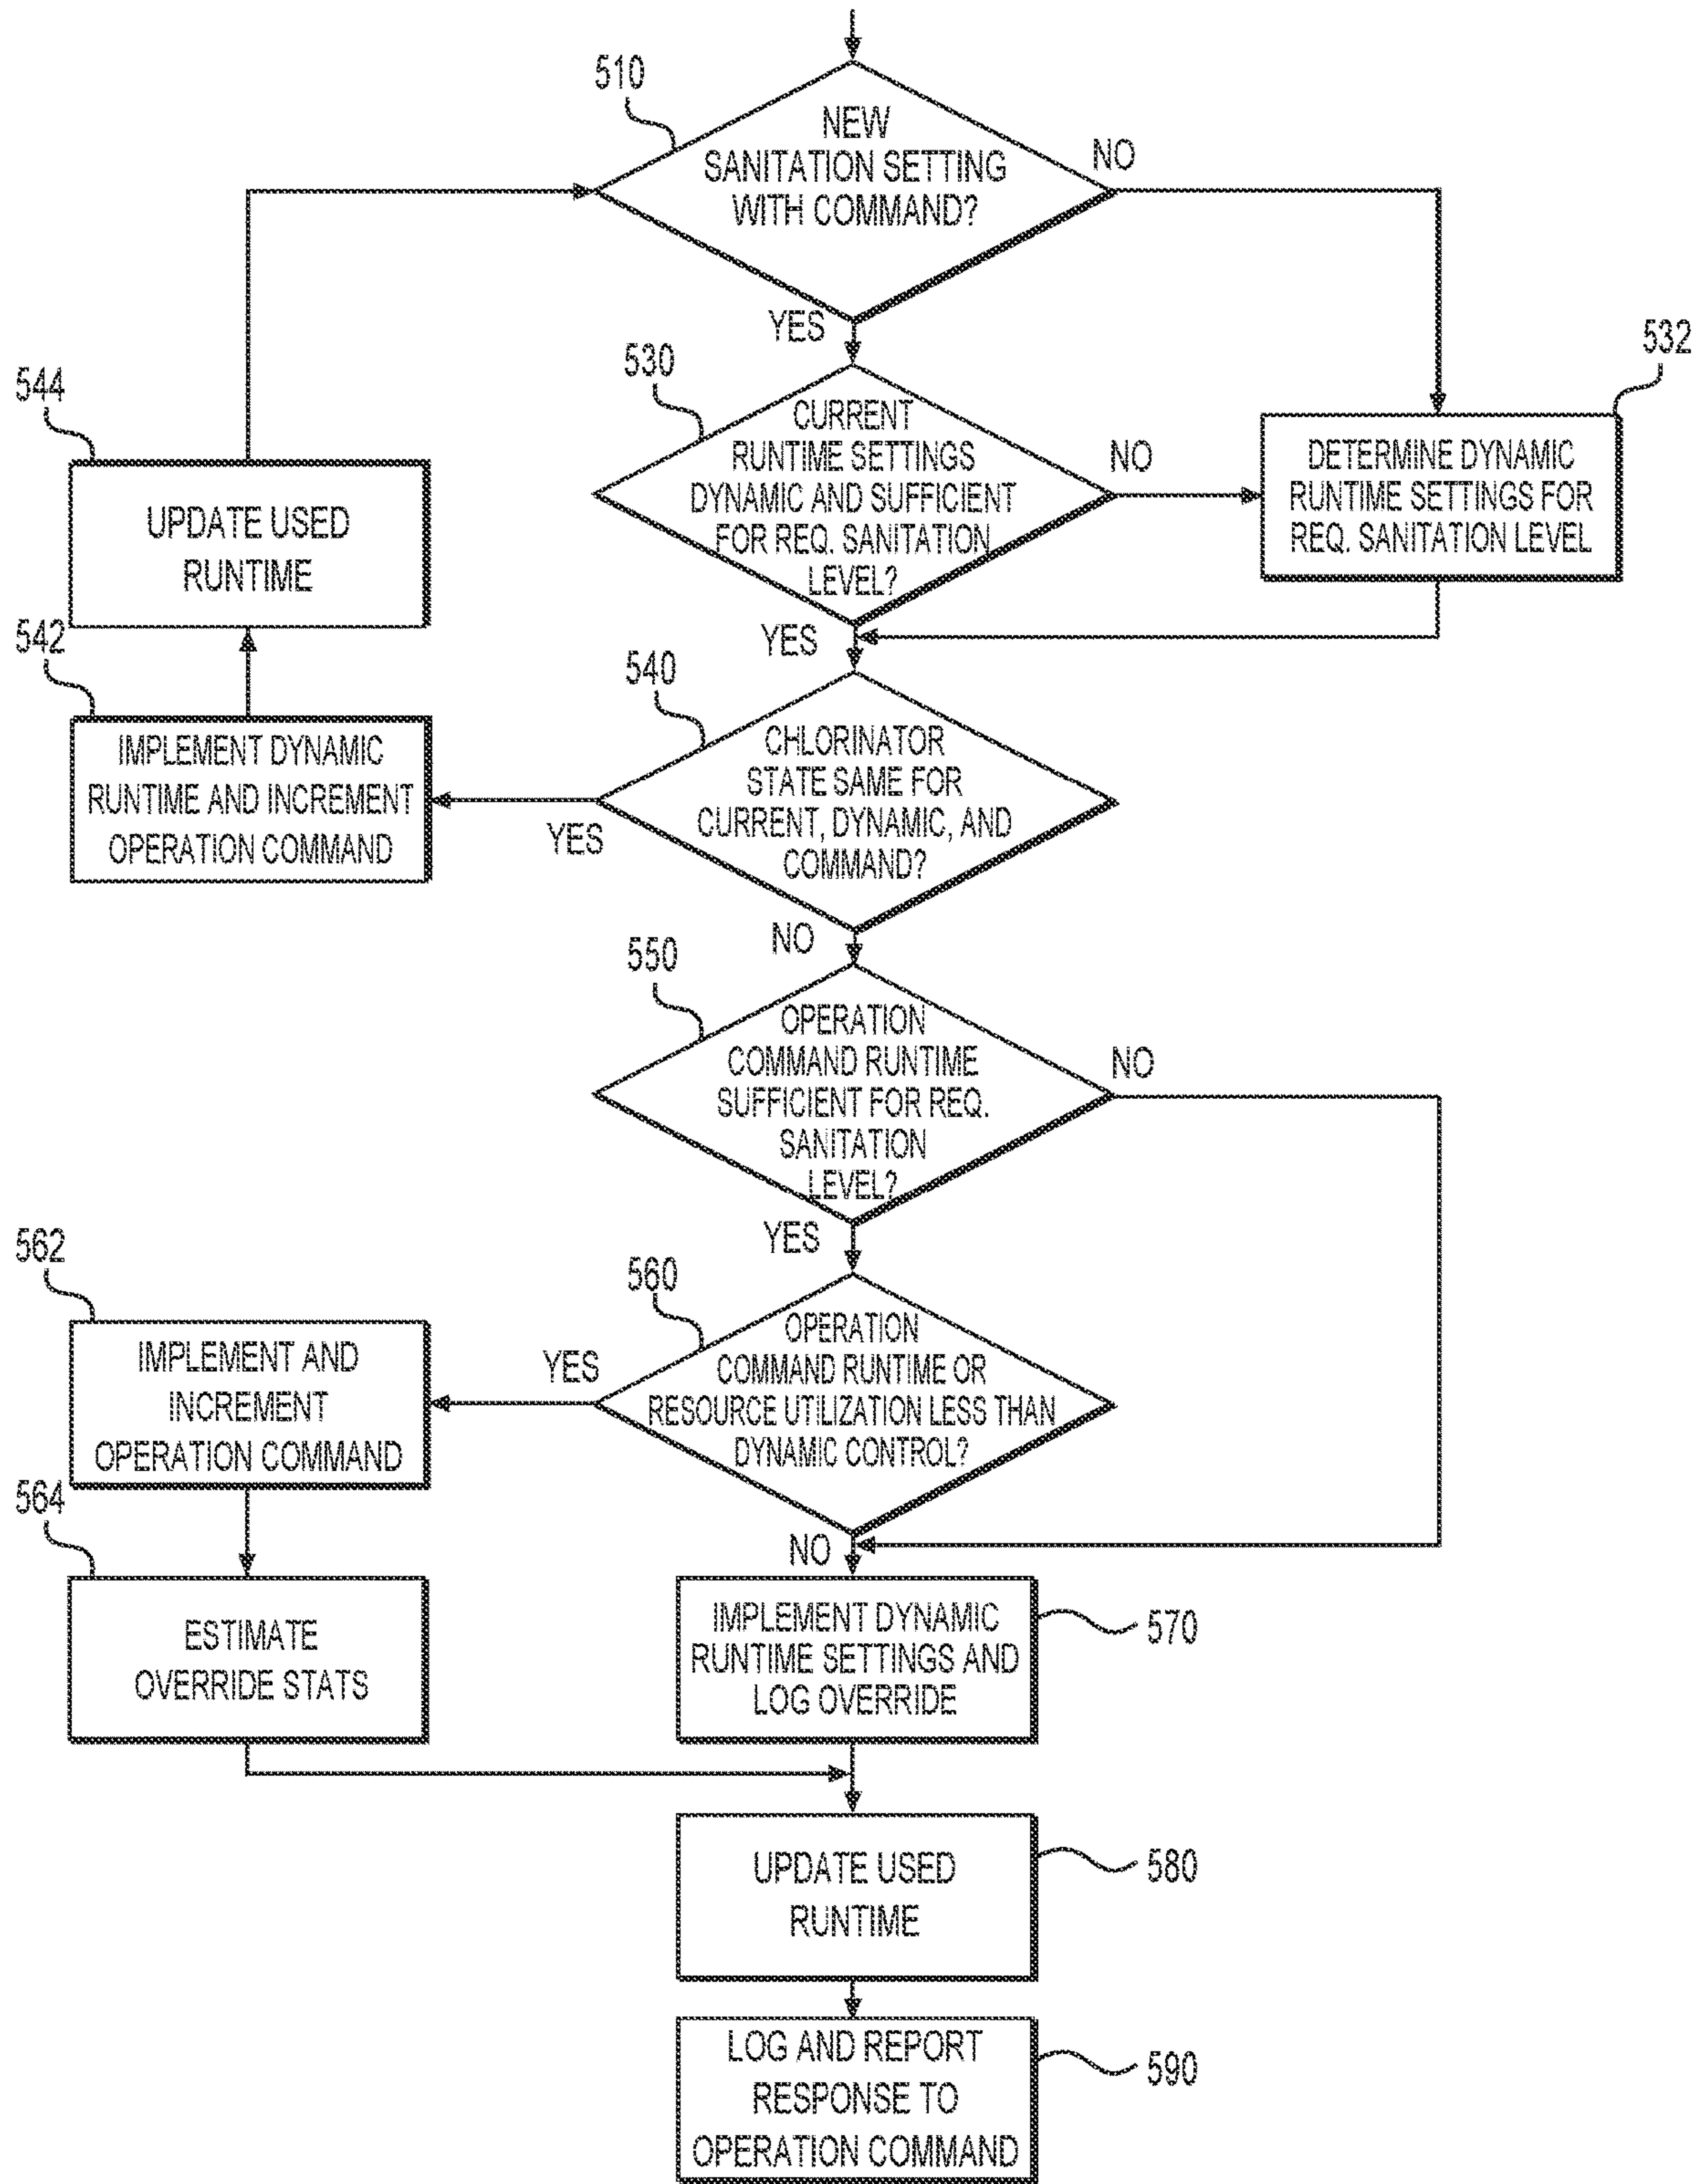 510
NEW
SANITATION SETTING
WITH COMMAND?
NO
YES
530
CURRENT
RUNTIME SETTINGS
DYNAMIC AND SUFFICIENT
FOR REQ. SANITATION
LEVEL?
NO
YES
532
DETERMINE DYNAMIC
RUNTIME SETTINGS FOR
REQ. SANITATION LEVEL
544
UPDATE USED
RUNTIME
542
IMPLEMENT DYNAMIC
RUNTIME AND INCREMENT
OPERATION COMMAND
540
CHLORINATOR
STATE SAME FOR
CURRENT, DYNAMIC, AND
COMMAND?
YES
NO
550
OPERATION
COMMAND RUNTIME
SUFFICIENT FOR REQ.
SANITATION
LEVEL?
NO
YES
560
OPERATION
COMMAND RUNTIME OR
RESOURCE UTILIZATION LESS THAN
DYNAMIC CONTROL?
YES
NO
562
IMPLEMENT AND
INCREMENT
OPERATION COMMAND
564
ESTIMATE
OVERRIDE STATS
IMPLEMENT DYNAMIC
RUNTIME SETTINGS AND
LOG OVERRIDE
570
UPDATE USED
RUNTIME
580
LOG AND REPORT
RESPONSE TO
OPERATION COMMAND
590